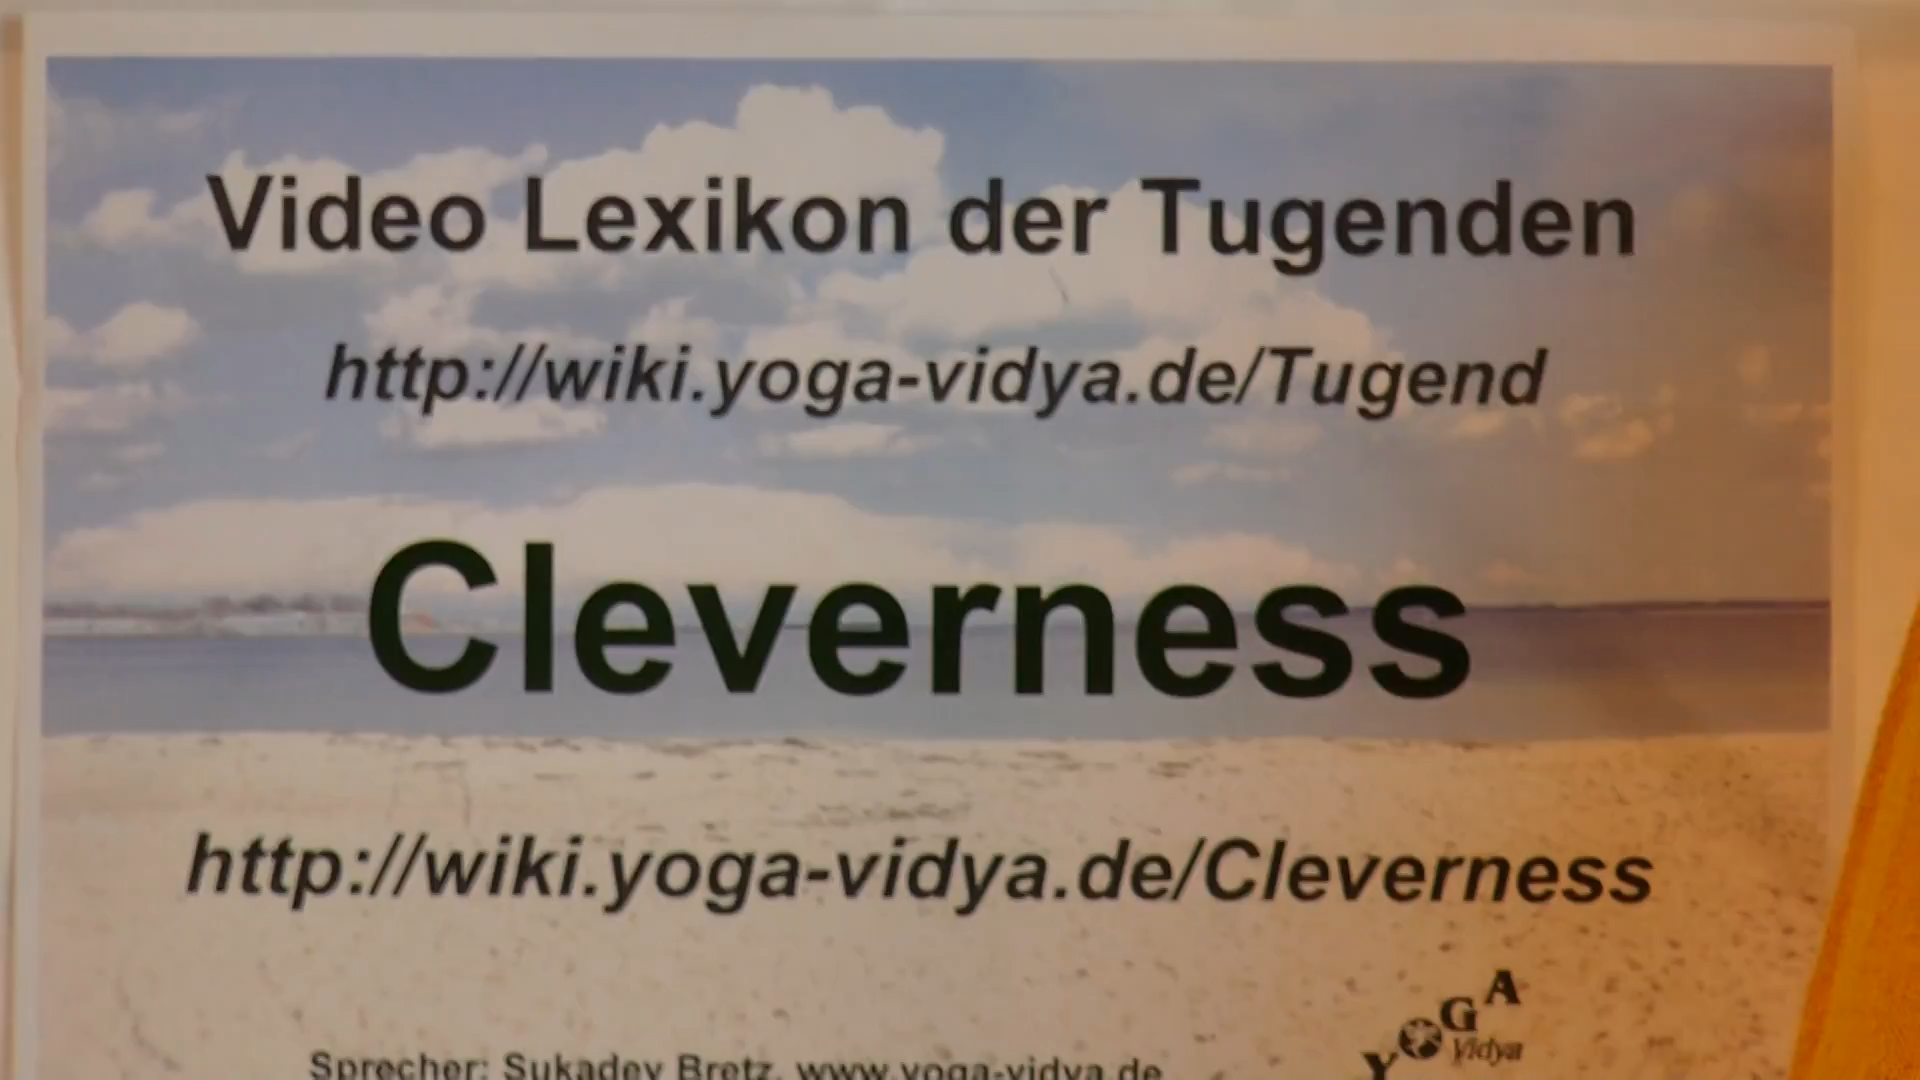 Video Lexikon der Tugenden
http://wiki.yoga-vidya.de/Tugend
Cleverness
http://wiki.yoga-vidya.de/Cleverness
Sprecher: Sukadev Bretz, www.yoga-vidya.de
YOGA
Vidya